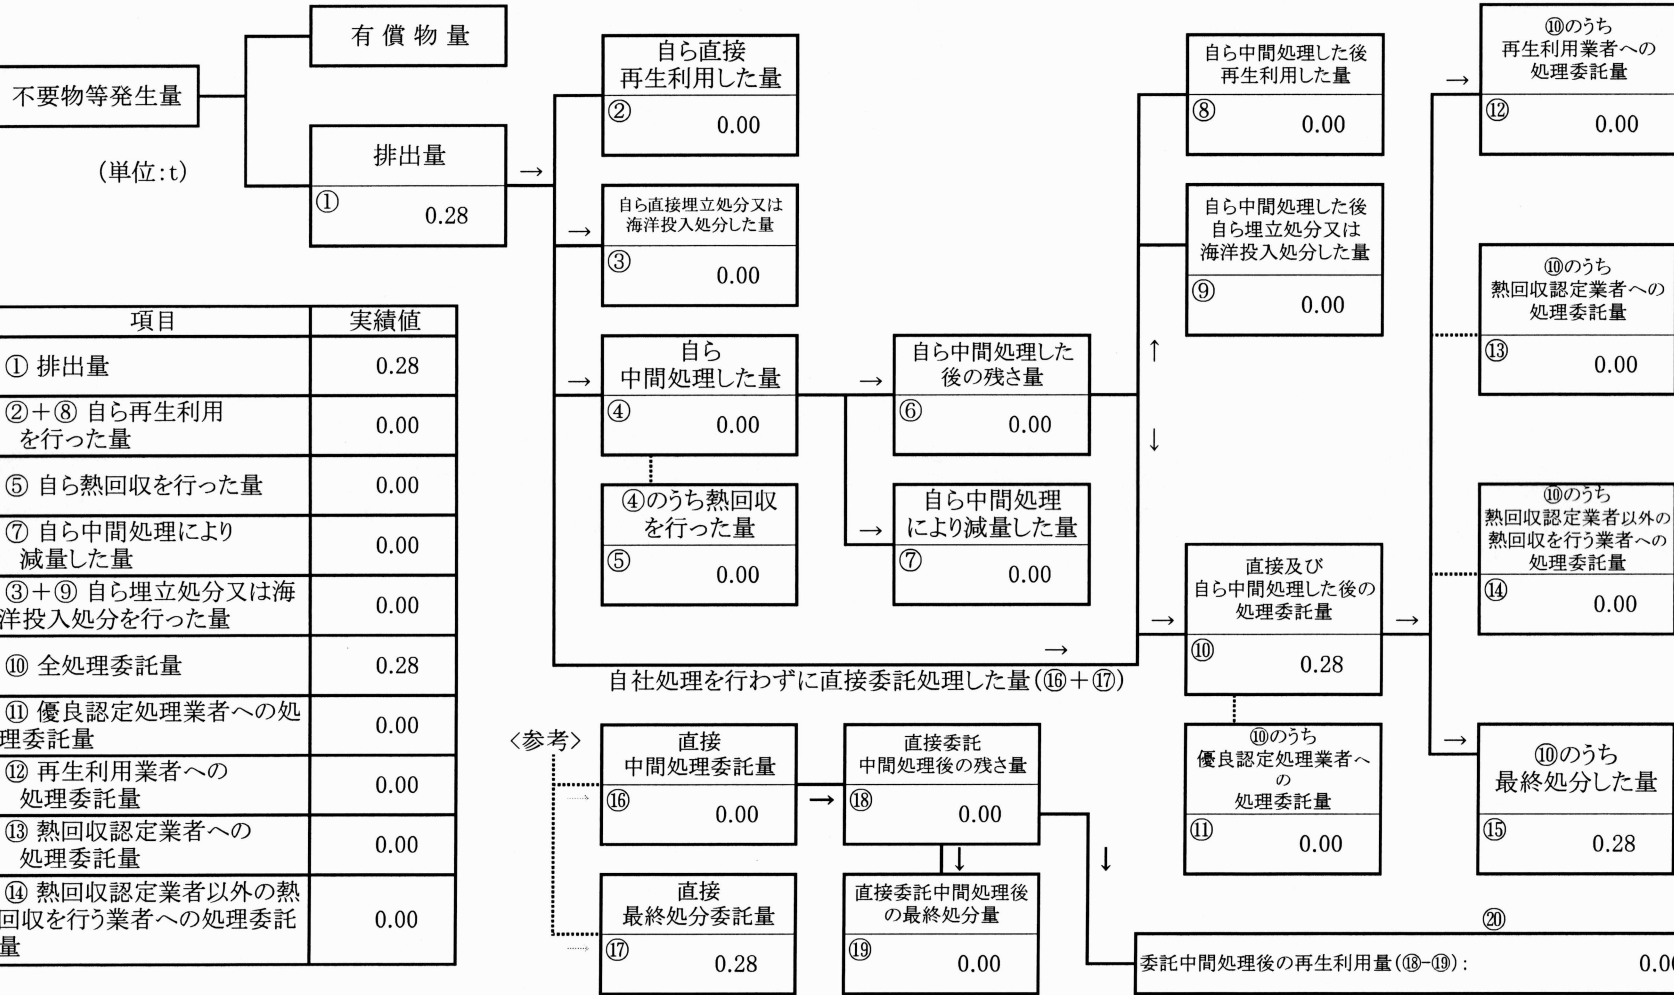 有償物量
不要物等発生量
(単位:t)
排出量
①
0.28
→
自ら直接
再生利用した量
②
0.00
→
自ら直接埋立処分又は
海洋投入処分した量
③
0.00
→
自ら
中間処理した量
④
0.00
④のうち熱回収
を行った量
⑤
0.00
→
自ら中間処理した
後の残さ量
⑥
0.00
→
自ら中間処理
により減量した量
⑦
0.00
自ら中間処理した後
再生利用した量
⑧
0.00
自ら中間処理した後
自ら埋立処分又は
海洋投入処分した量
⑨
0.00
↑
↓
→
直接及び
自ら中間処理した後の
処理委託量
⑩
0.28
→
⑩のうち
優良認定処理業者へ
の
処理委託量
⑪
0.00
→
⑩のうち
再生利用業者への
処理委託量
⑫
0.00
⑩のうち
熱回収認定業者への
処理委託量
⑬
0.00
⑩のうち
熱回収認定業者以外の
熱回収を行う業者への
処理委託量
⑭
0.00
→
⑩のうち
最終処分した量
⑮
0.28
→
自社処理を行わずに直接委託処理した量(⑯+⑰)
<参考>
→
直接
中間処理委託量
⑯
0.00
→
直接委託
中間処理後の残さ量
⑱
0.00
→
直接
最終処分委託量
⑰
0.28
↓
直接委託中間処理後
の最終処分量
⑲
0.00
↓
⑳
委託中間処理後の再生利用量(⑱-⑲):
0.00
項目 実績値
① 排出量 0.28
②+⑧ 自ら再生利用
を行った量 0.00
⑤ 自ら熱回収を行った量 0.00
⑦ 自ら中間処理により
減量した量 0.00
③+⑨ 自ら埋立処分又は海
洋投入処分を行った量 0.00
⑩ 全処理委託量 0.28
⑪ 優良認定処理業者への処
理委託量 0.00
⑫ 再生利用業者への
処理委託量 0.00
⑬ 熱回収認定業者への
処理委託量 0.00
⑭ 熱回収認定業者以外の熱
回収を行う業者への処理委託
量 0.00